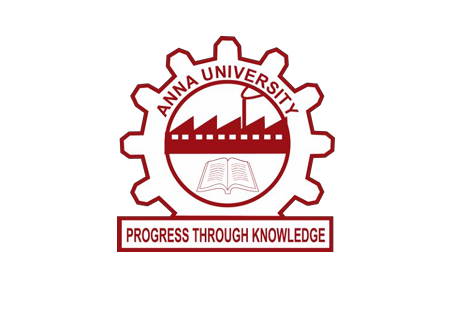 ANNA UNIVERSITY
PROGRESS THROUGH KNOWLEDGE